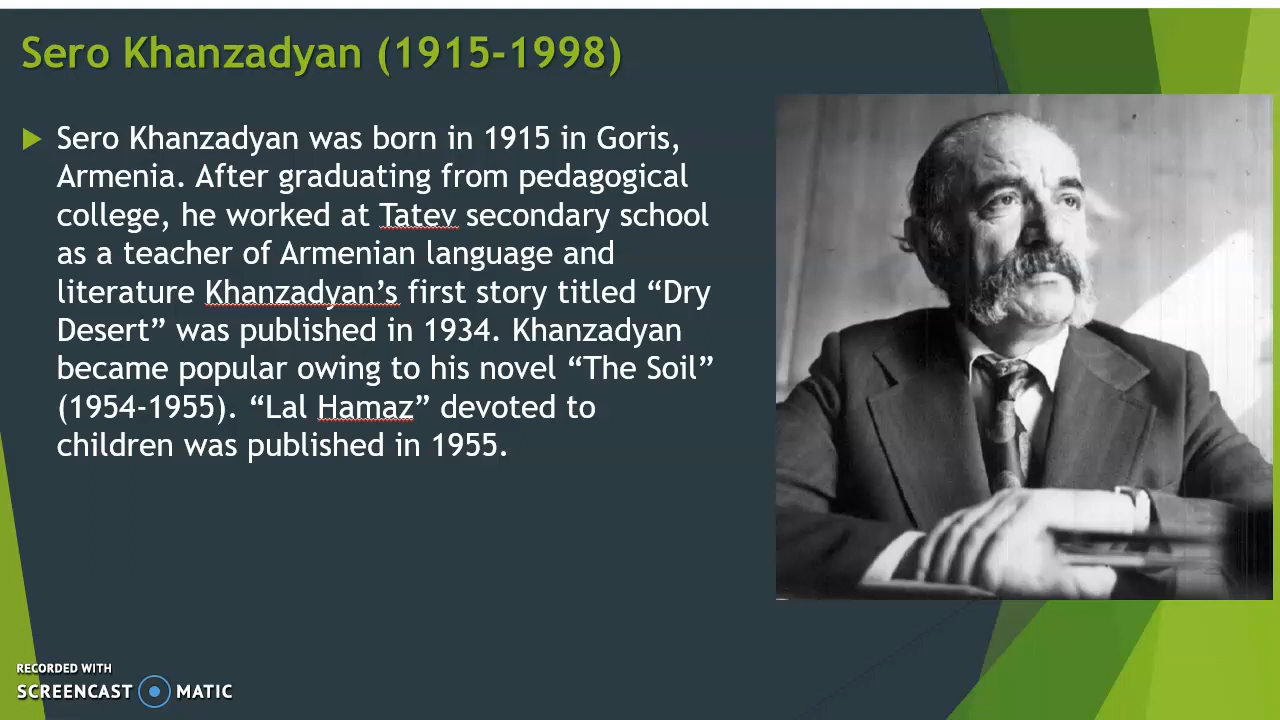 Sero Khanzadyan (1915-1998)
Sero Khanzadyan was born in 1915 in Goris,
Armenia. After graduating from pedagogical
college, he worked at Tatev secondary school
as a teacher of Armenian language and
literature Khanzadyan’s first story titled “Dry
Desert” was published in 1934. Khanzadyan
became popular owing to his novel “The Soil”
(1954-1955). “Lal Hamaz” devoted to
children was published in 1955.
RECORDED WITH
SCREENCAST MATIC